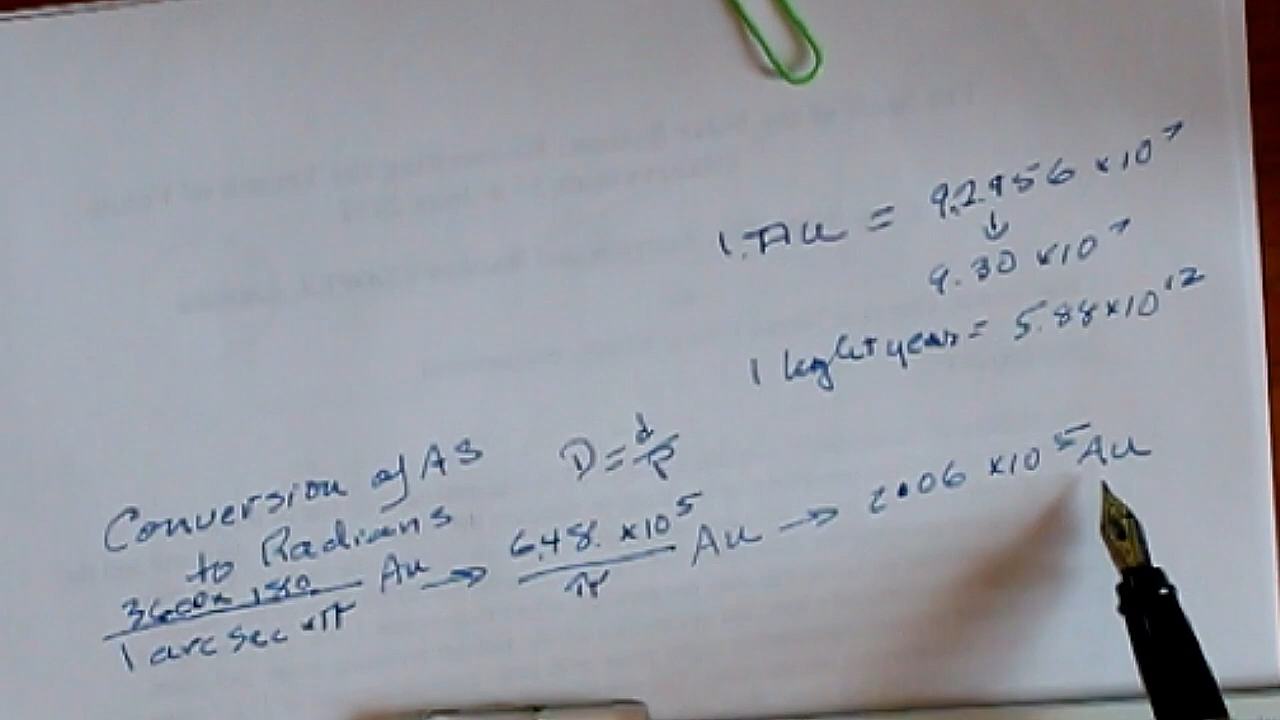 1. AU = 9.2956 x 10⁷
↓
9.30 x 10⁷
1 light year = 5.88 x 10¹²
Conversion of AS
to Radians
D = d/P
3600 x 180. / 1 arc sec x π AU → 6.48. x 10⁵ / π AU → 2.06 x 10⁵ AU